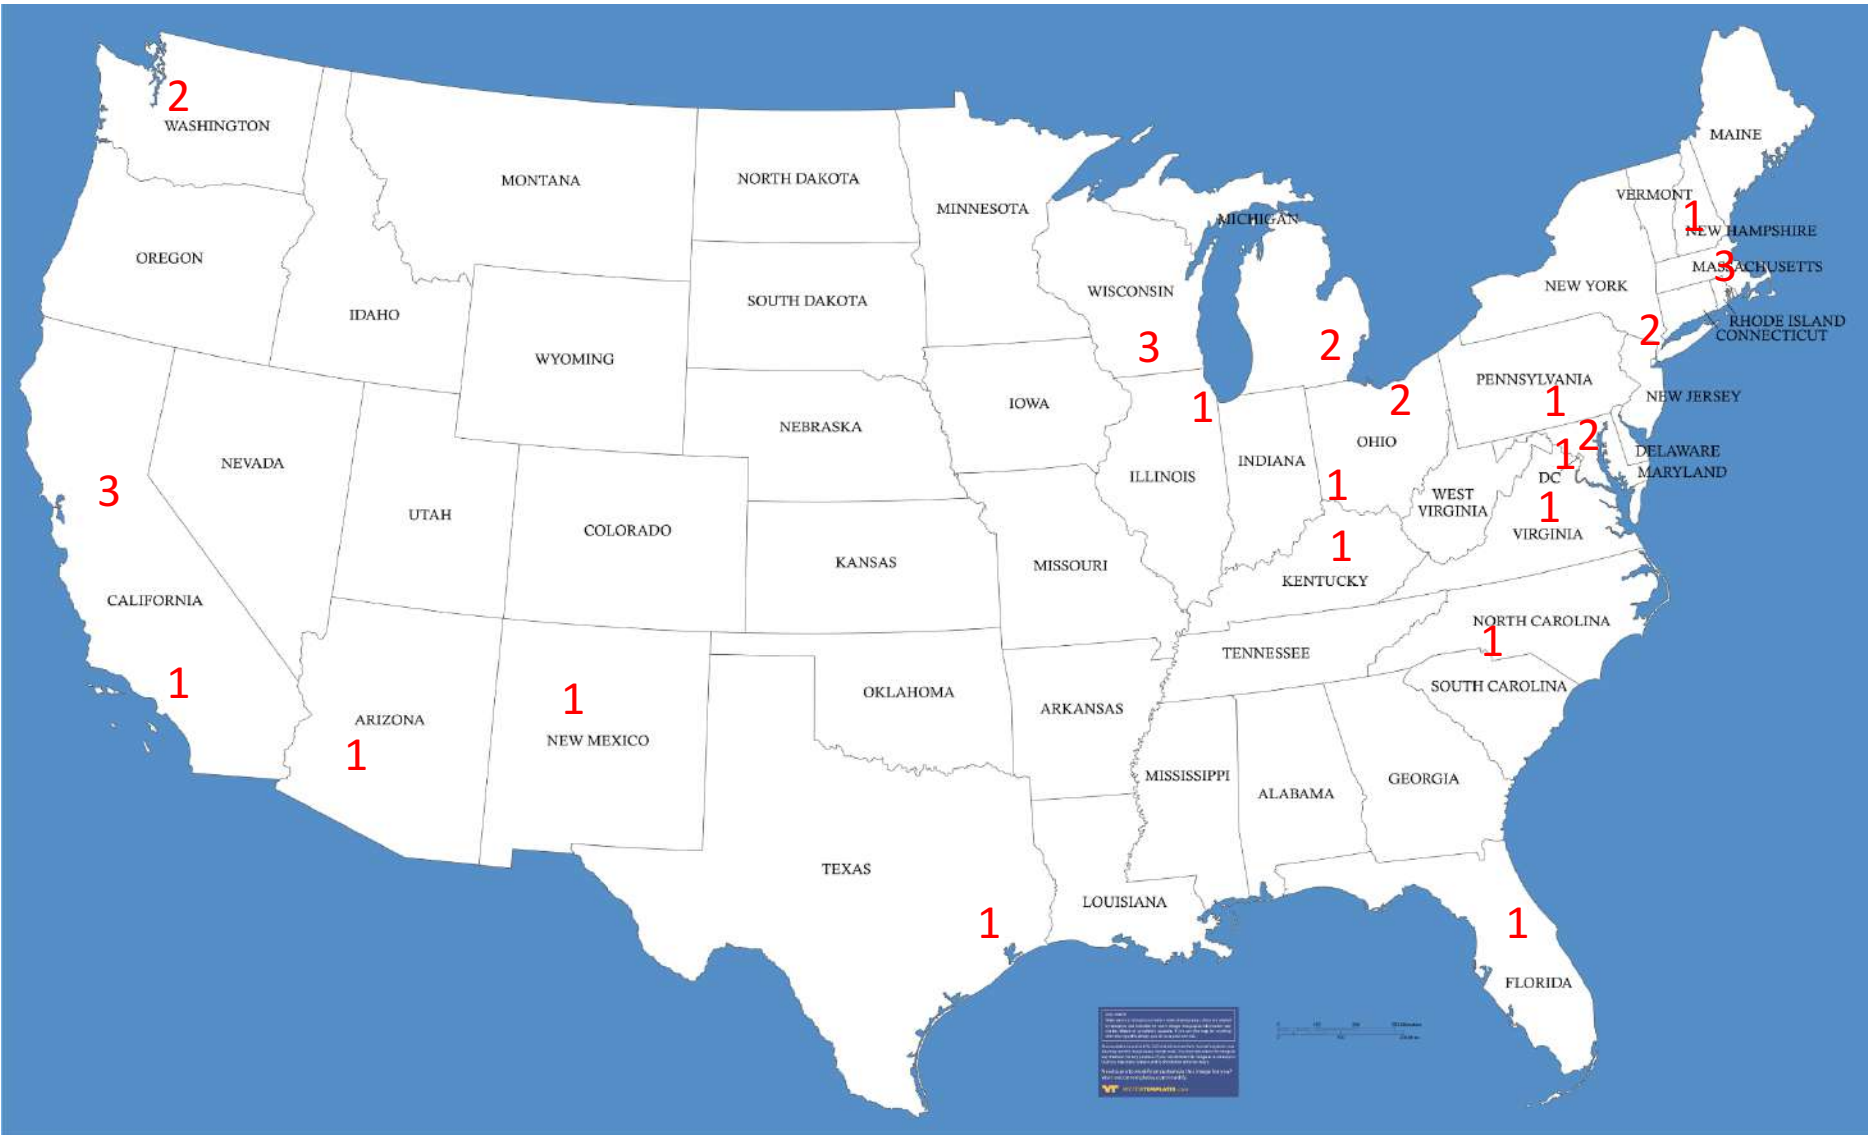 MAINE
2
WASHINGTON
MONTANA
NORTH DAKOTA
MINNESOTA
MICHIGAN
VERMONT
1
NEW HAMPSHIRE
OREGON
IDAHO
SOUTH DAKOTA
WISCONSIN
3
2
NEW YORK
MASSACHUSETTS
3
2
RHODE ISLAND
CONNECTICUT
WYOMING
IOWA
1
2
PENNSYLVANIA
1
NEW JERSEY
NEBRASKA
NEVADA
UTAH
COLORADO
ILLINOIS
INDIANA
OHIO
1
2
1
DELAWARE
MARYLAND
DC
1
3
WEST
VIRGINIA
VIRGINIA
KANSAS
MISSOURI
1
KENTUCKY
CALIFORNIA
1
NORTH CAROLINA
1
TENNESSEE
SOUTH CAROLINA
ARIZONA
1
1
NEW MEXICO
OKLAHOMA
ARKANSAS
MISSISSIPPI
ALABAMA
GEORGIA
TEXAS
1
LOUISIANA
1
FLORIDA